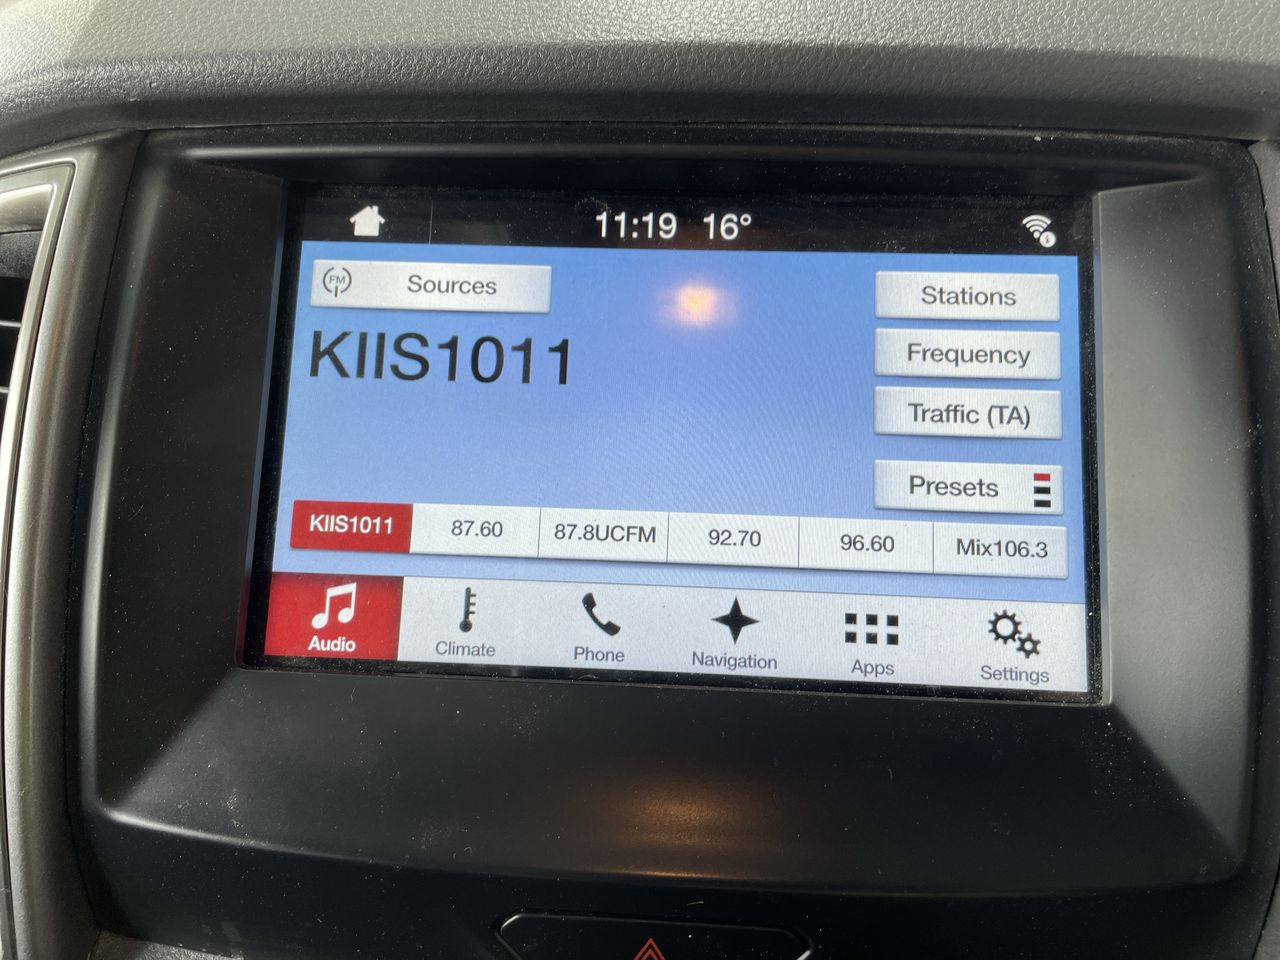 11:19 16°
FM Sources
Stations
KIIS1011
Frequency
Traffic (TA)
Presets
KIIS1011 87.60 87.8UCFM 92.70 96.60 Mix106.3
Audio Climate Phone Navigation Apps Settings